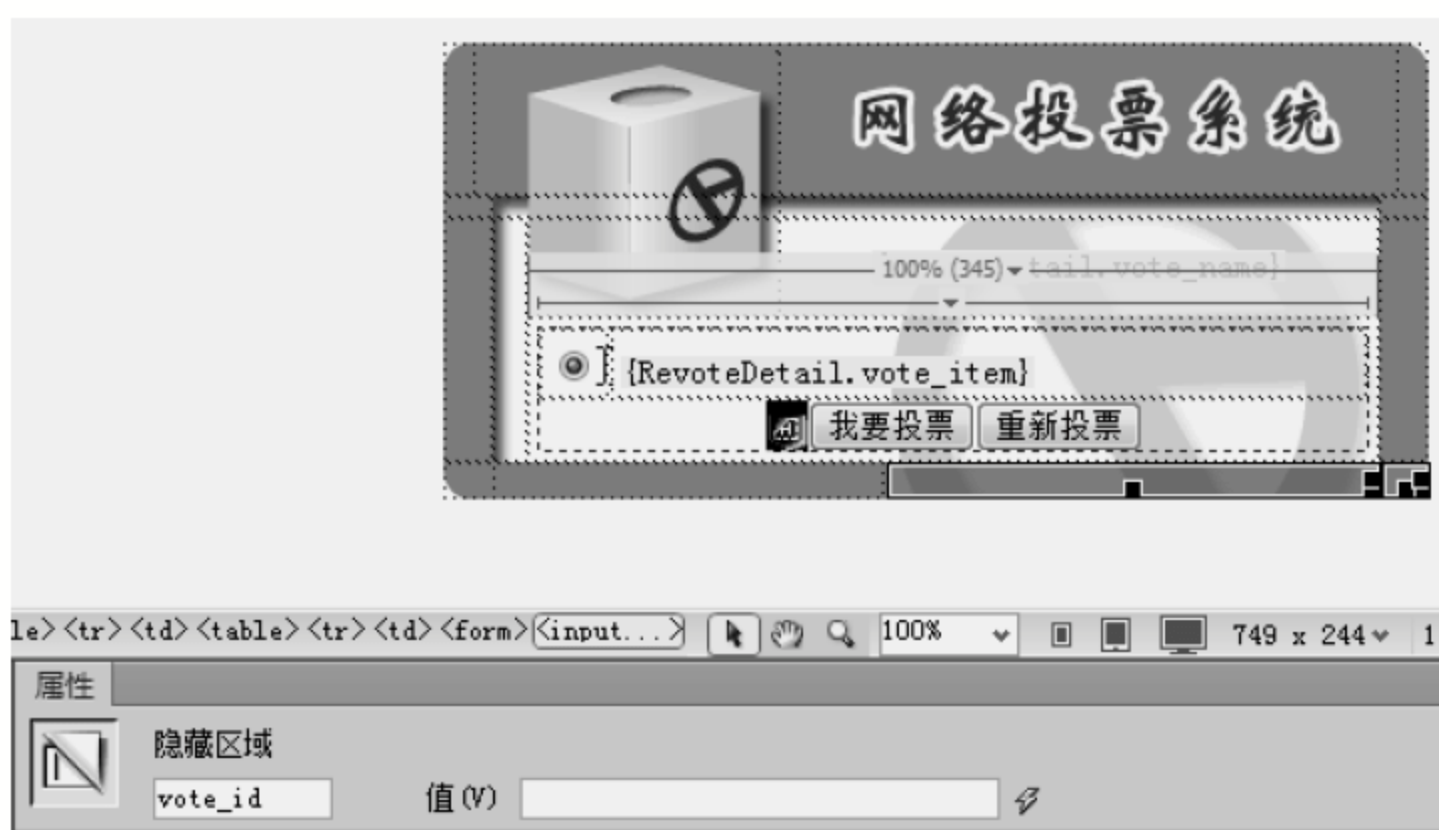 网络投票系统
100% (345) tail.vote_name}
{RevoteDetail.vote_item}
我要投票 重新投票
le> <tr> <td> <table> <tr> <td> <form> <input...> 100% 749 x 244 1
属性
隐藏区域
vote_id 值(V)